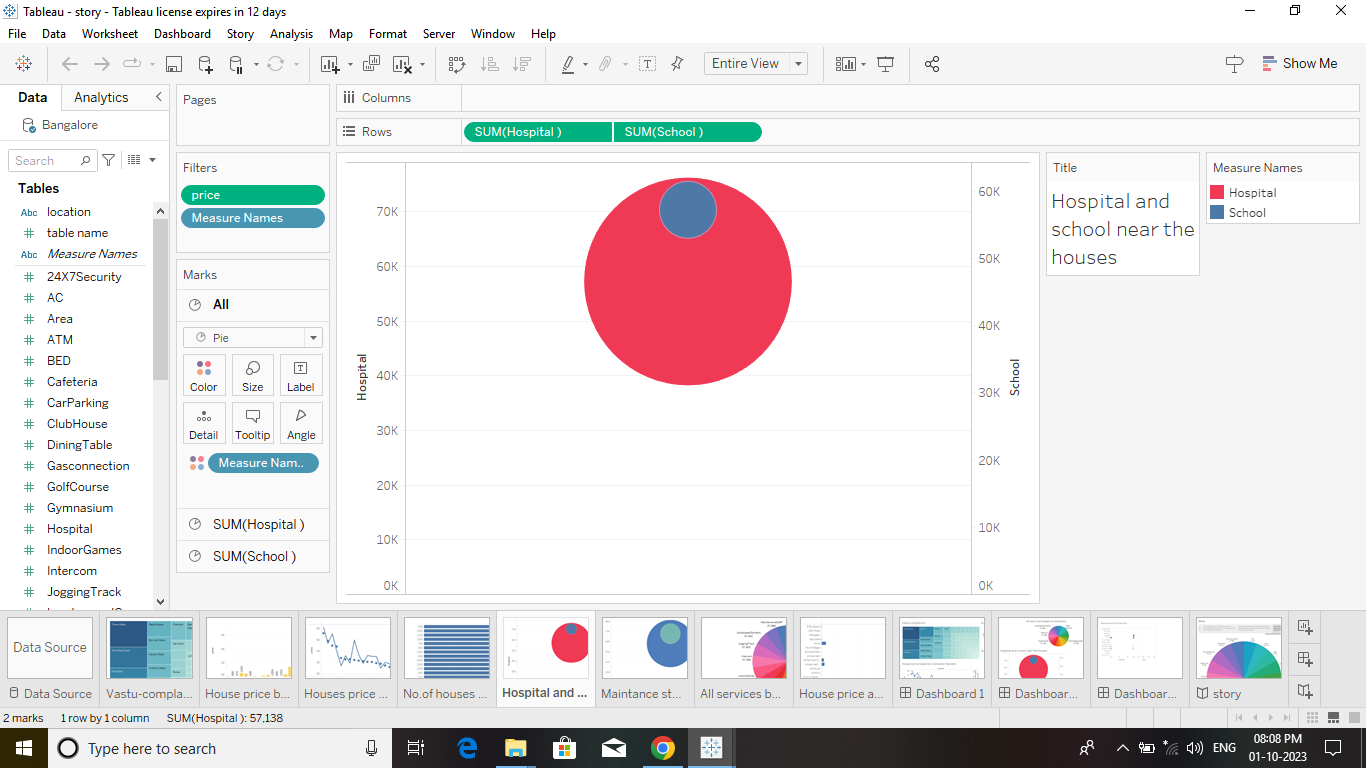 Tableau - story - Tableau license expires in 12 days
File Data Worksheet Dashboard Story Analysis Map Format Server Window Help
Entire View
Show Me
Data Analytics
Bangalore
Search
Tables
Abc location
# table name
Abc Measure Names
# 24X7Security
# AC
# Area
# ATM
# BED
# Cafeteria
# CarParking
# ClubHouse
# DiningTable
# Gasconnection
# GolfCourse
# Gymnasium
# Hospital
# IndoorGames
# Intercom
# JoggingTrack
Pages
Filters
price
Measure Names
Marks
All
Pie
Color Size Label
Detail Tooltip Angle
Measure Nam..
SUM(Hospital )
SUM(School )
Columns
Rows SUM(Hospital ) SUM(School )
Hospital
70K
60K
50K
40K
30K
20K
10K
0K
60K
50K
40K
30K
20K
10K
0K
School
Title
Hospital and
school near the
houses
Measure Names
Hospital
School
Data Source
Data Source Vastu-compla... House price b... Houses price ... No.of houses ... Hospital and ... Maintance st... All services b... House price a... Dashboard 1 Dashboar... Dashboar... story
2 marks 1 row by 1 column SUM(Hospital ): 57,138
Type here to search
ENG
08:08 PM
01-10-2023